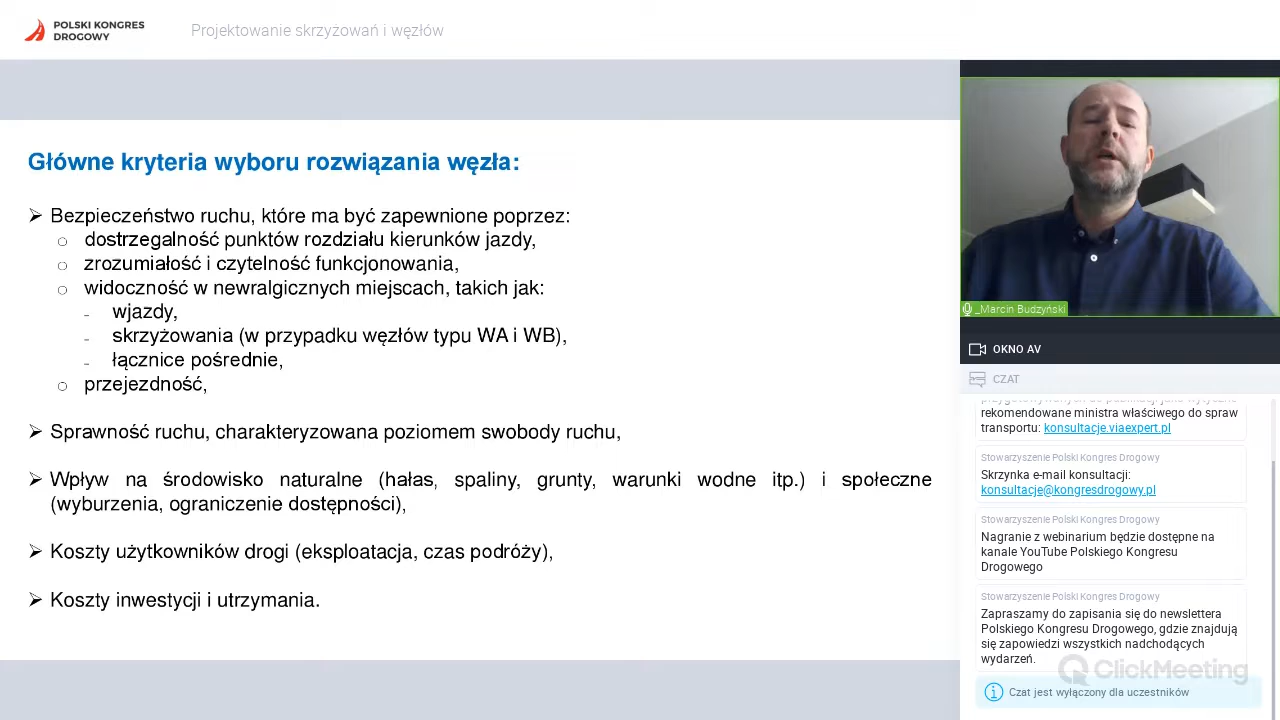 POLSKI KONGRES
DROGOWY
Projektowanie skrzyżowań i węzłów
Główne kryteria wyboru rozwiązania węzła:
Bezpieczeństwo ruchu, które ma być zapewnione poprzez:
dostrzegalność punktów rozdziału kierunków jazdy,
zrozumiałość i czytelność funkcjonowania,
widoczność w newralgicznych miejscach, takich jak:
wjazdy,
skrzyżowania (w przypadku węzłów typu WA i WB),
łącznice pośrednie,
przejezdność,
Sprawność ruchu, charakteryzowana poziomem swobody ruchu,
Wpływ na środowisko naturalne (hałas, spaliny, grunty, warunki wodne itp.) i społeczne
(wyburzenia, ograniczenie dostępności),
Koszty użytkowników drogi (eksploatacja, czas podróży),
Koszty inwestycji i utrzymania.
_Marcin Budzyński
OKNO AV
CZAT
rekomendowane ministra właściwego do spraw
transportu: konsultacje.viaexpert.pl
Stowarzyszenie Polski Kongres Drogowy
Skrzynka e-mail konsultacji:
konsultacje@kongresdrogowy.pl
Stowarzyszenie Polski Kongres Drogowy
Nagranie z webinarium będzie dostępne na
kanale YouTube Polskiego Kongresu
Drogowego
Stowarzyszenie Polski Kongres Drogowy
Zapraszamy do zapisania się do newslettera
Polskiego Kongresu Drogowego, gdzie znajdują
się zapowiedzi wszystkich nadchodzących
wydarzeń.
ClickMeeting
Czat jest wyłączony dla uczestników